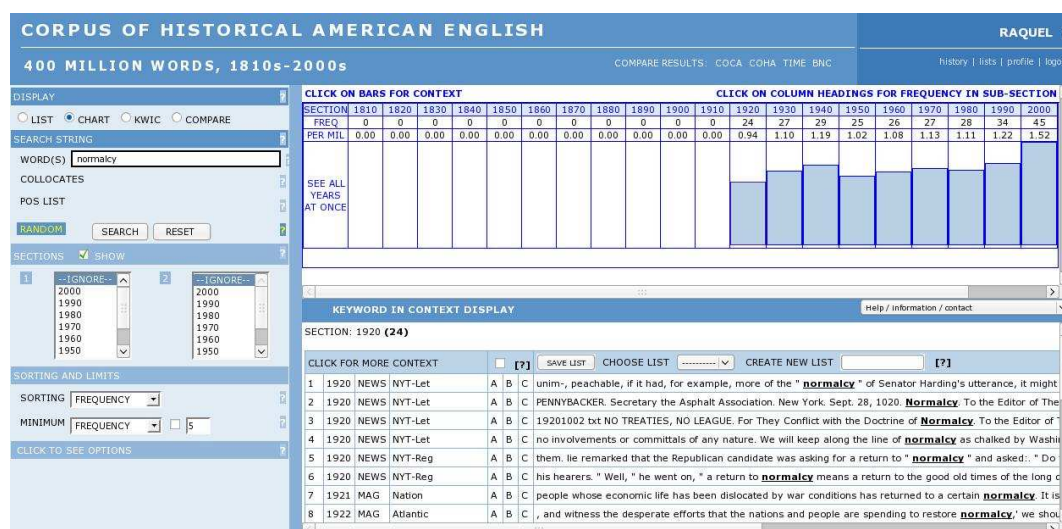 CORPUS OF HISTORICAL AMERICAN ENGLISH
RAQUEL
400 MILLION WORDS, 1810s-2000s
COMPARE RESULTS: COCA COHA TIME BNC
history | lists | profile | logo
DISPLAY ?
LIST CHART KWIC COMPARE
SEARCH STRING ?
WORD(S) normalcy ?
COLLOCATES ?
POS LIST ?
RANDOM SEARCH RESET ?
SECTIONS SHOW ?
1 --IGNORE-- 2000 1990 1980 1970 1960 1950
2 --IGNORE-- 2000 1990 1980 1970 1960 1950
SORTING AND LIMITS
SORTING FREQUENCY ?
MINIMUM FREQUENCY 5 ?
CLICK TO SEE OPTIONS ?
CLICK ON BARS FOR CONTEXT CLICK ON COLUMN HEADINGS FOR FREQUENCY IN SUB-SECTION
SECTION 1810 1820 1830 1840 1850 1860 1870 1880 1890 1900 1910 1920 1930 1940 1950 1960 1970 1980 1990 2000
FREQ 0 0 0 0 0 0 0 0 0 0 0 24 27 29 25 26 27 28 34 45
PER MIL 0.00 0.00 0.00 0.00 0.00 0.00 0.00 0.00 0.00 0.00 0.00 0.94 1.10 1.19 1.02 1.08 1.13 1.11 1.22 1.52
SEE ALL
YEARS
AT ONCE
KEYWORD IN CONTEXT DISPLAY Help / information / contact
SECTION: 1920 (24)
CLICK FOR MORE CONTEXT [?] SAVE LIST CHOOSE LIST ---------- CREATE NEW LIST [?]
1 1920 NEWS NYT-Let A B C unim-, peachable, if it had, for example, more of the " normalcy " of Senator Harding's utterance, it might
2 1920 NEWS NYT-Let A B C PENNYBACKER. Secretary the Asphalt Association. New York. Sept. 28, 1020. Normalcy. To the Editor of The
3 1920 NEWS NYT-Let A B C 19201002 txt NO TREATIES, NO LEAGUE. For They Conflict with the Doctrine of Normalcy. To the Editor of
4 1920 NEWS NYT-Let A B C no involvements or committals of any nature. We will keep along the line of normalcy as chalked by Washi
5 1920 NEWS NYT-Reg A B C them. lie remarked that the Republican candidate was asking for a return to " normalcy " and asked:. " Do
6 1920 NEWS NYT-Reg A B C his hearers. " Well, " he went on, " a return to normalcy means a return to the good old times of the long
7 1921 MAG Nation A B C people whose economic life has been dislocated by war conditions has returned to a certain normalcy. It is
8 1922 MAG Atlantic A B C , and witness the desperate efforts that the nations and people are spending to restore normalcy,' we shou